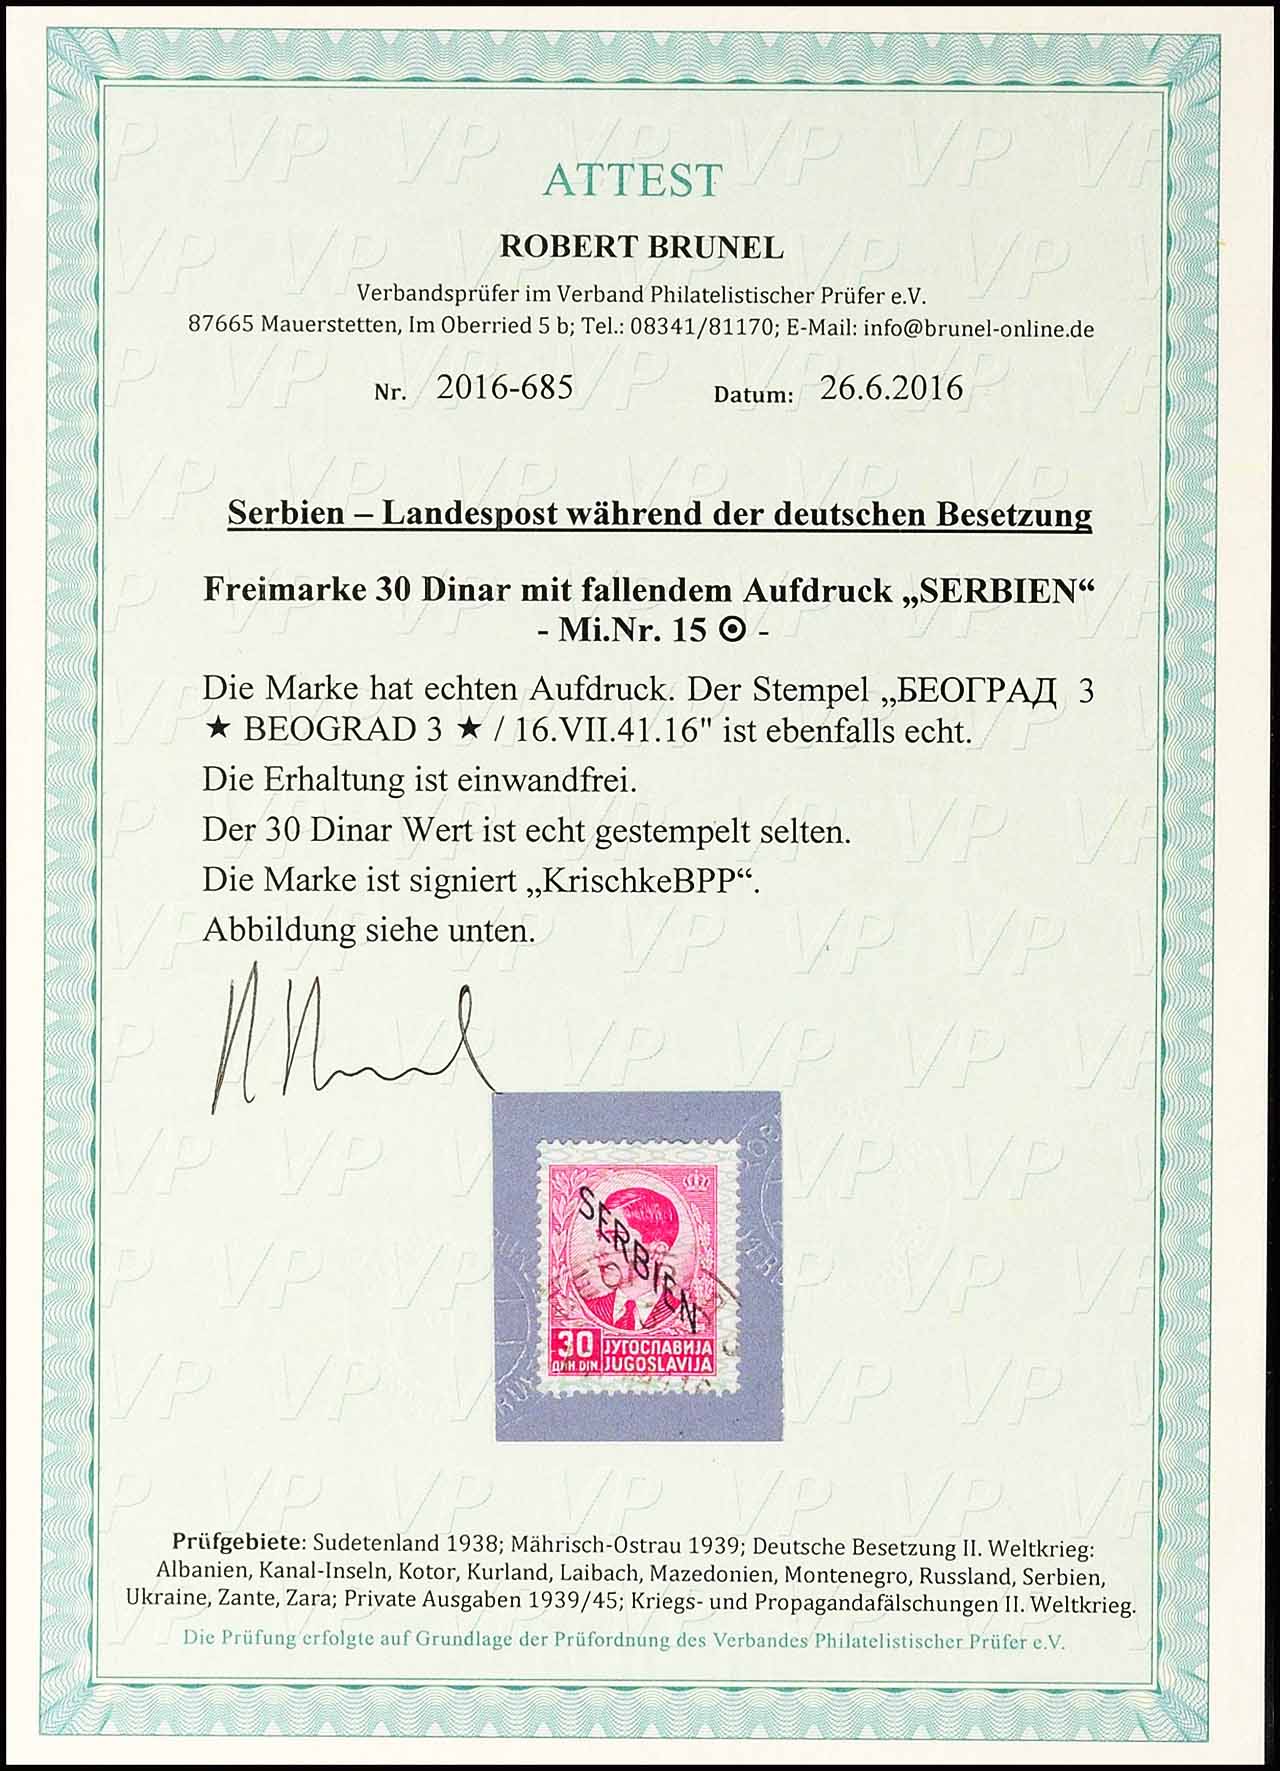 ATTEST
ROBERT BRUNEL
Verbandsprüfer im Verband Philatelistischer Prüfer e.V.
87665 Mauerstetten, Im Oberried 5 b; Tel.: 08341/81170; E-Mail: info@brunel-online.de
Nr. 2016-685 Datum: 26.6.2016
Serbien – Landespost während der deutschen Besetzung
Freimarke 30 Dinar mit fallendem Aufdruck „SERBIEN“
- Mi.Nr. 15 ⊙ -
Die Marke hat echten Aufdruck. Der Stempel „БЕОГРАД 3
★ BEOGRAD 3 ★ / 16.VII.41.16" ist ebenfalls echt.
Die Erhaltung ist einwandfrei.
Der 30 Dinar Wert ist echt gestempelt selten.
Die Marke ist signiert „KrischkeBPP“.
Abbildung siehe unten.
SERBIEN
30 ЈУГОСЛАВИЈА
ДИН DIN JUGOSLAVIJA
Prüfgebiete: Sudetenland 1938; Mährisch-Ostrau 1939; Deutsche Besetzung II. Weltkrieg:
Albanien, Kanal-Inseln, Kotor, Kurland, Laibach, Mazedonien, Montenegro, Russland, Serbien,
Ukraine, Zante, Zara; Private Ausgaben 1939/45; Kriegs- und Propagandafälschungen II. Weltkrieg.
Die Prüfung erfolgte auf Grundlage der Prüfordnung des Verbandes Philatelistischer Prüfer e.V.